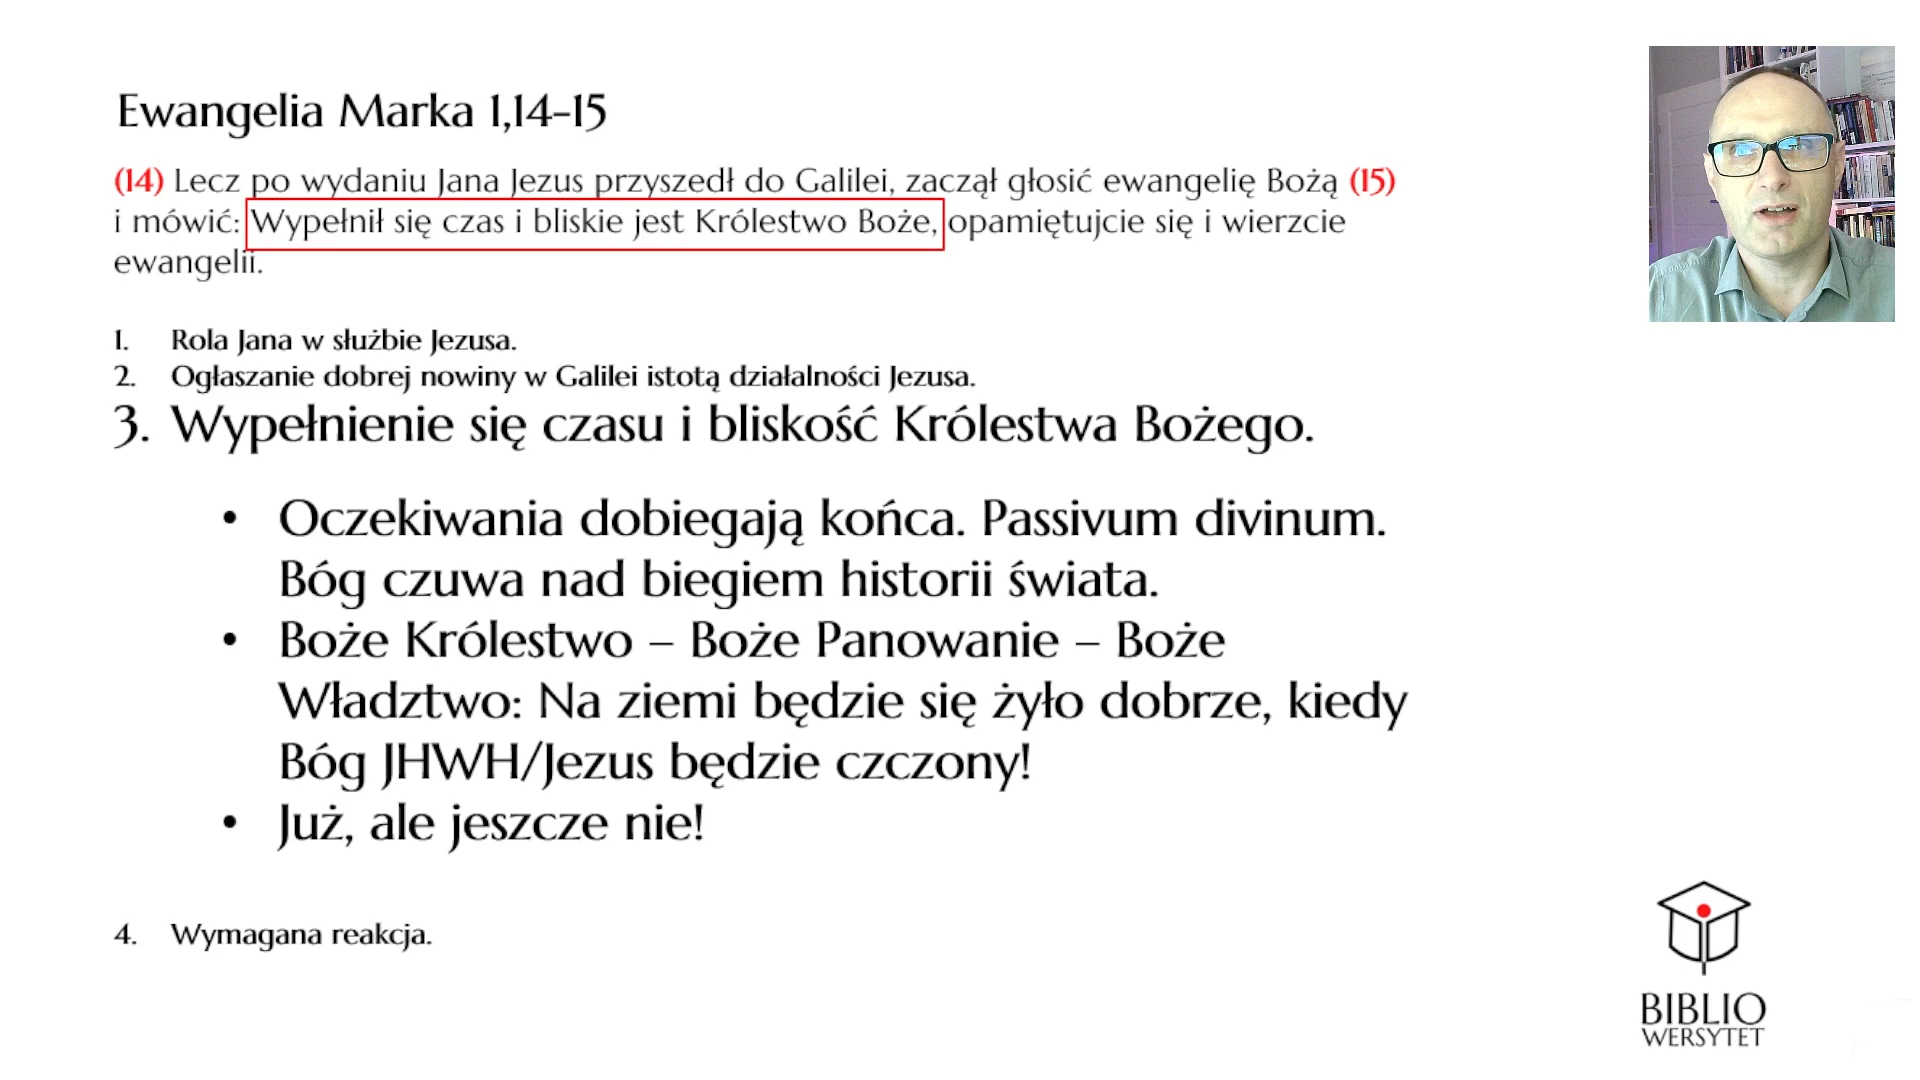 Ewangelia Marka 1,14-15
(14) Lecz po wydaniu Jana Jezus przyszedł do Galilei, zaczął głosić ewangelię Bożą (15)
i mówić: Wypełnił się czas i bliskie jest Królestwo Boże, opamiętujcie się i wierzcie
ewangelii.
1. Rola Jana w służbie Jezusa.
2. Ogłaszanie dobrej nowiny w Galilei istotą działalności Jezusa.
3. Wypełnienie się czasu i bliskość Królestwa Bożego.
• Oczekiwania dobiegają końca. Passivum divinum.
Bóg czuwa nad biegiem historii świata.
• Boże Królestwo – Boże Panowanie – Boże
Władztwo: Na ziemi będzie się żyło dobrze, kiedy
Bóg JHWH/Jezus będzie czczony!
• Już, ale jeszcze nie!
4. Wymagana reakcja.
BIBLIO
WERSYTET